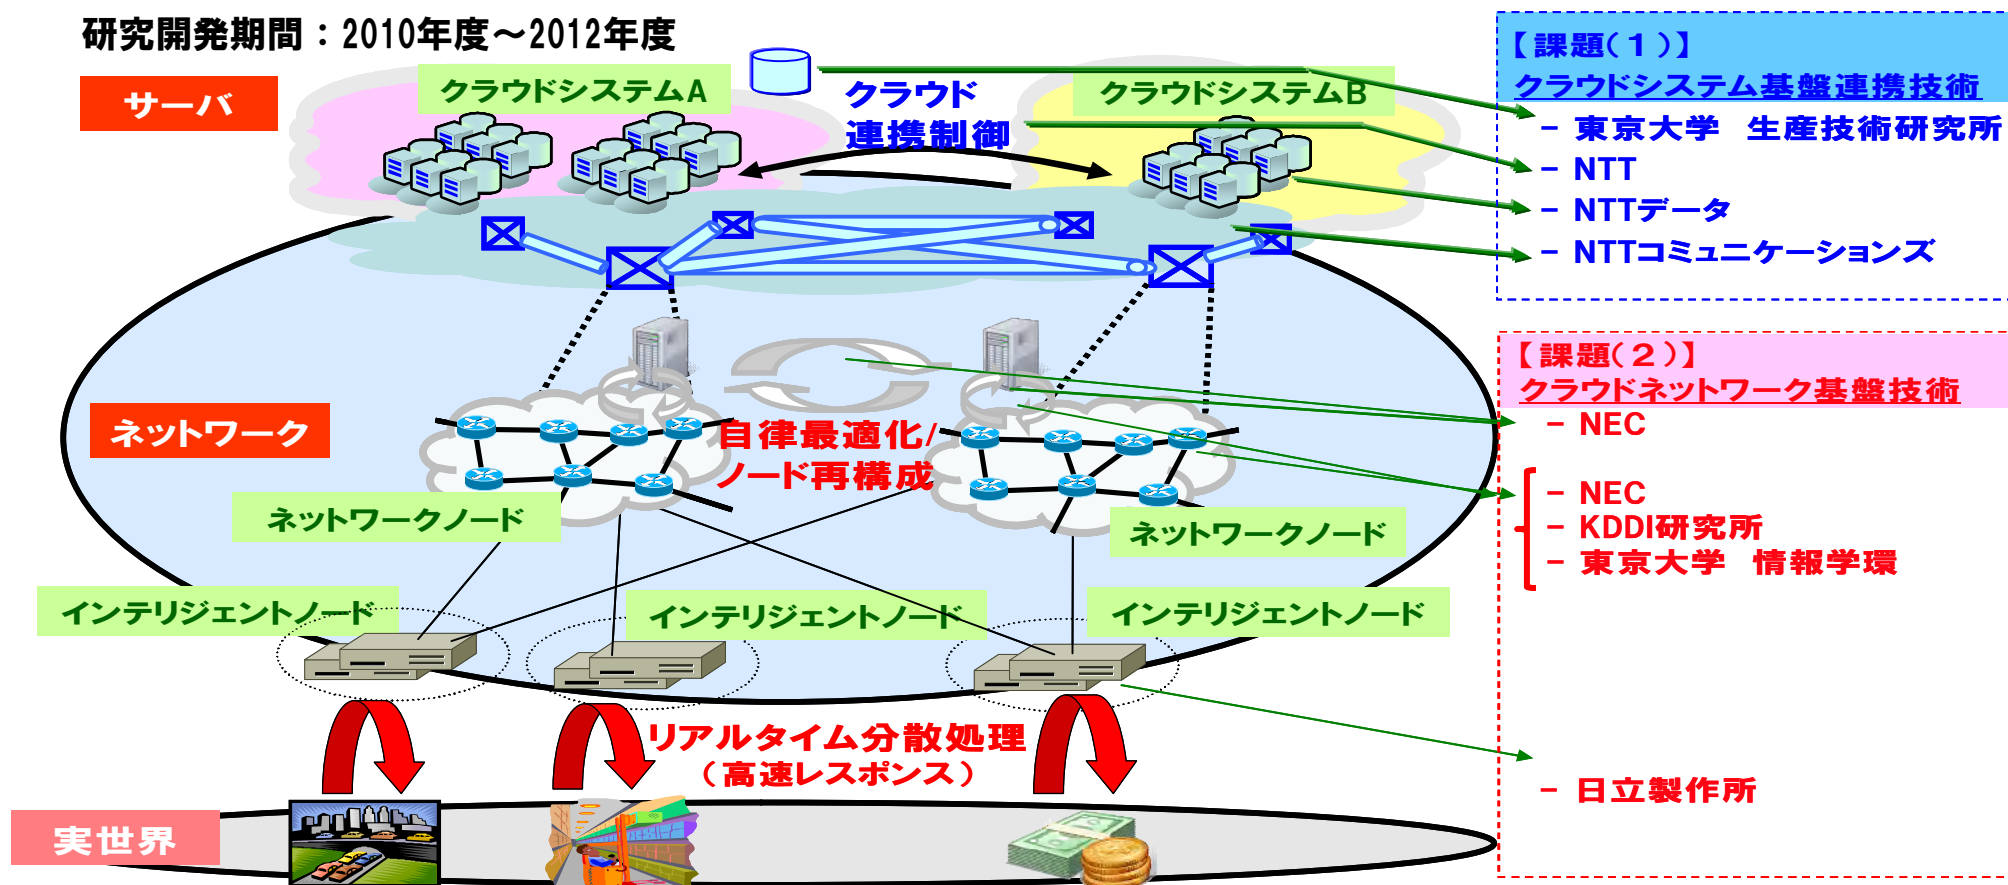 研究開発期間：2010年度～2012年度
サーバ
クラウドシステムA
クラウド
連携制御
クラウドシステムB
【課題（１）】
クラウドシステム基盤連携技術
－ 東京大学　生産技術研究所
－ NTT
－ NTTデータ
－ NTTコミュニケーションズ
【課題（２）】
クラウドネットワーク基盤技術
－ NEC
－ NEC
－ KDDI研究所
－ 東京大学　情報学環
－ 日立製作所
ネットワーク
自律最適化/
ノード再構成
ネットワークノード
ネットワークノード
インテリジェントノード
インテリジェントノード
インテリジェントノード
リアルタイム分散処理
（高速レスポンス）
実世界